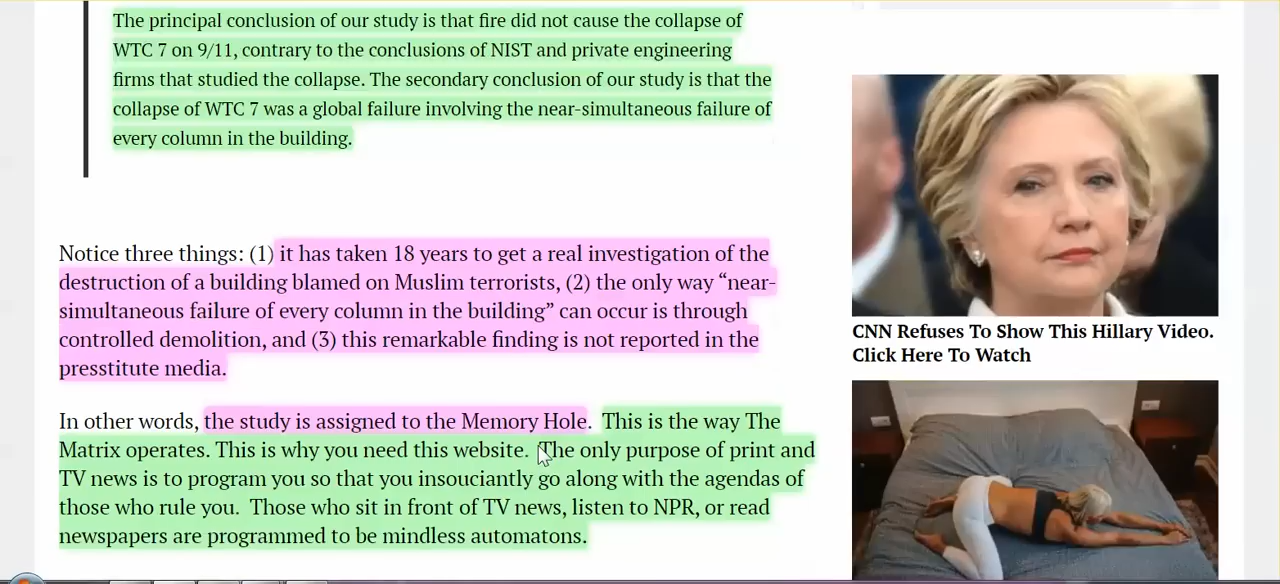 The principal conclusion of our study is that fire did not cause the collapse of
WTC 7 on 9/11, contrary to the conclusions of NIST and private engineering
firms that studied the collapse. The secondary conclusion of our study is that the
collapse of WTC 7 was a global failure involving the near-simultaneous failure of
every column in the building.
Notice three things: (1) it has taken 18 years to get a real investigation of the
destruction of a building blamed on Muslim terrorists, (2) the only way “near-
simultaneous failure of every column in the building” can occur is through
controlled demolition, and (3) this remarkable finding is not reported in the
presstitute media.
In other words, the study is assigned to the Memory Hole. This is the way The
Matrix operates. This is why you need this website. The only purpose of print and
TV news is to program you so that you insouciantly go along with the agendas of
those who rule you. Those who sit in front of TV news, listen to NPR, or read
newspapers are programmed to be mindless automatons.
CNN Refuses To Show This Hillary Video.
Click Here To Watch